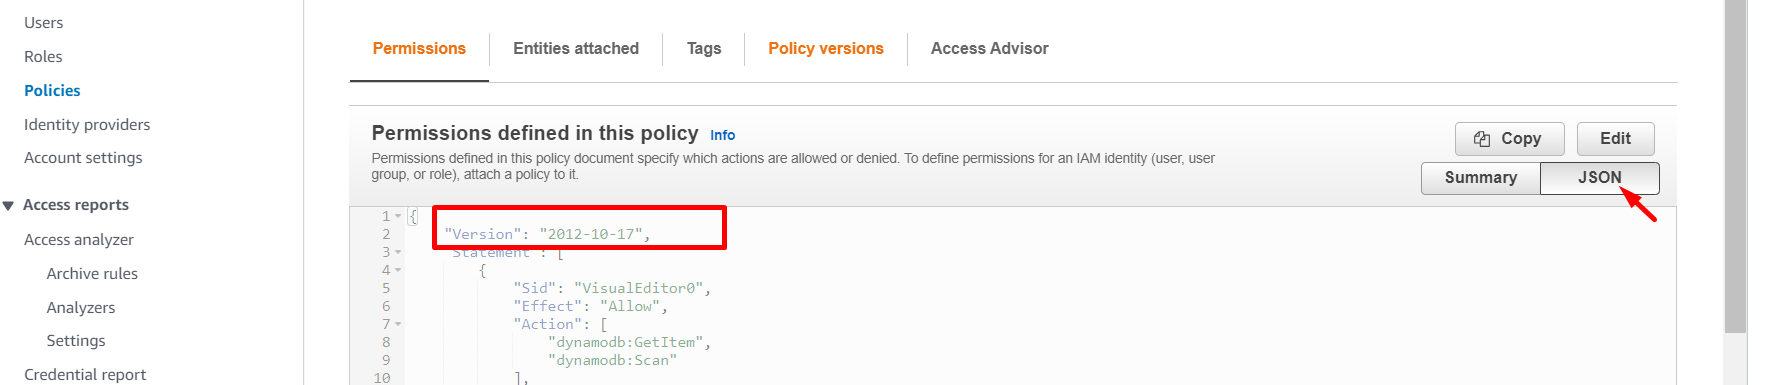 Users
Roles
Policies
Identity providers
Account settings
Access reports
Access analyzer
Archive rules
Analyzers
Settings
Credential report
Permissions
Entities attached
Tags
Policy versions
Access Advisor
Permissions defined in this policy Info
Permissions defined in this policy document specify which actions are allowed or denied. To define permissions for an IAM identity (user, user
group, or role), attach a policy to it.
Copy
Edit
Summary
JSON
1 {
2 "Version": "2012-10-17",
3 "Statement": [
4 {
5 "Sid": "VisualEditor0",
6 "Effect": "Allow",
7 "Action": [
8 "dynamodb:GetItem",
9 "dynamodb:Scan"
10 ],